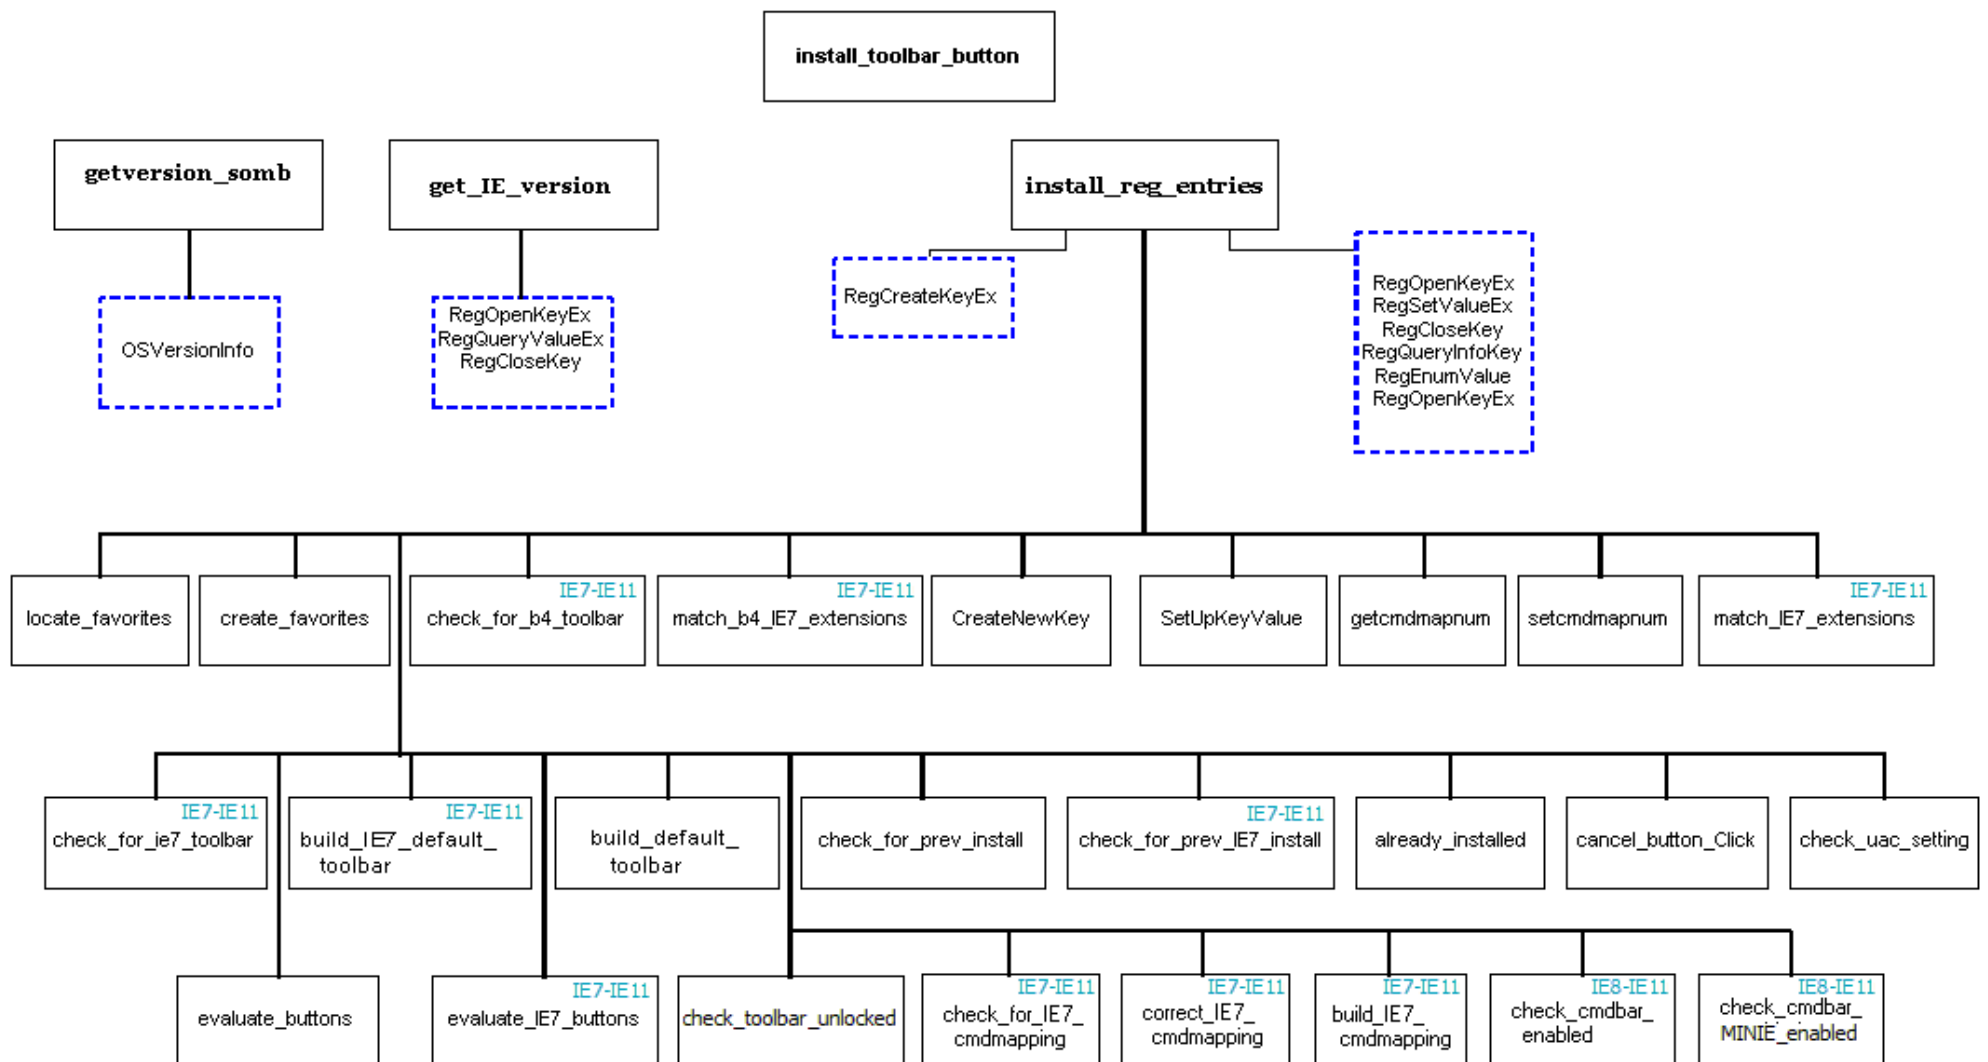 install_toolbar_button
getversion_somb
get_IE_version
install_reg_entries
OSVersionInfo
RegOpenKeyEx
RegQueryValueEx
RegCloseKey
RegCreateKeyEx
RegOpenKeyEx
RegSetValueEx
RegCloseKey
RegQueryInfoKey
RegEnumValue
RegOpenKeyEx
locate_favorites
create_favorites
IE7-IE11
check_for_b4_toolbar
IE7-IE11
match_b4_IE7_extensions
CreateNewKey
SetUpKeyValue
getcmdmapnum
setcmdmapnum
IE7-IE11
match_IE7_extensions
IE7-IE11
check_for_ie7_toolbar
IE7-IE11
build_IE7_default_
toolbar
build_default_
toolbar
check_for_prev_install
IE7-IE11
check_for_prev_IE7_install
already_installed
cancel_button_Click
check_uac_setting
evaluate_buttons
IE7-IE11
evaluate_IE7_buttons
check_toolbar_unlocked
IE7-IE11
check_for_IE7_
cmdmapping
IE7-IE11
correct_IE7_
cmdmapping
IE7-IE11
build_IE7_
cmdmapping
IE8-IE11
check_cmdbar_
enabled
IE8-IE11
check_cmdbar_
MINIE_enabled